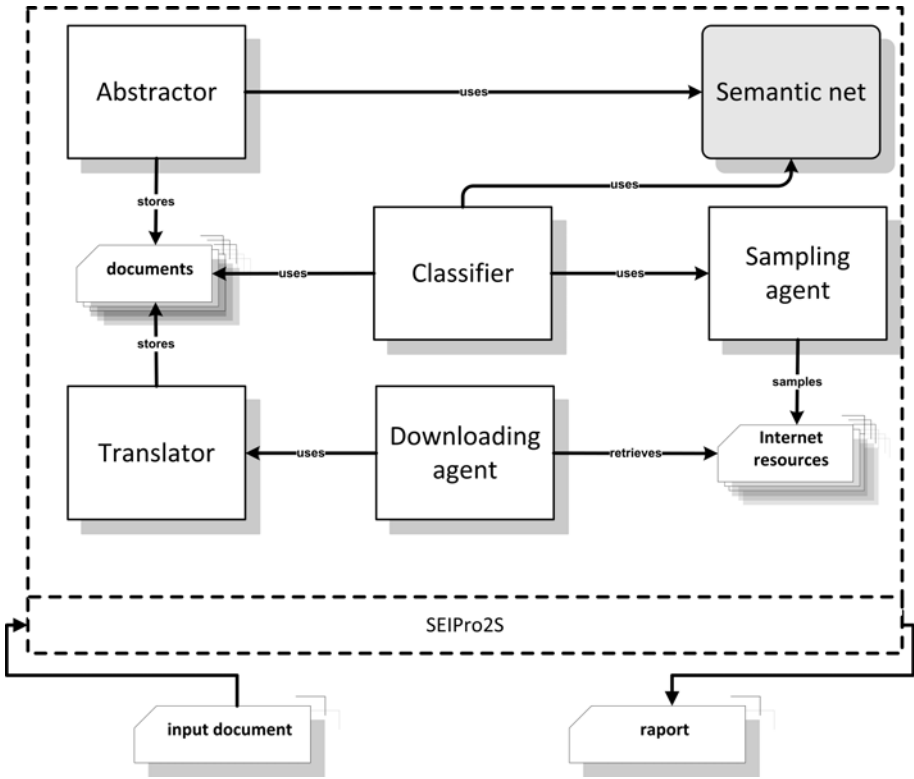 Abstractor
uses
Semantic net
stores
uses
documents
uses
Classifier
uses
Sampling
agent
stores
samples
Translator
uses
Downloading
agent
retrieves
Internet
resources
SEIPro2S
input document
raport